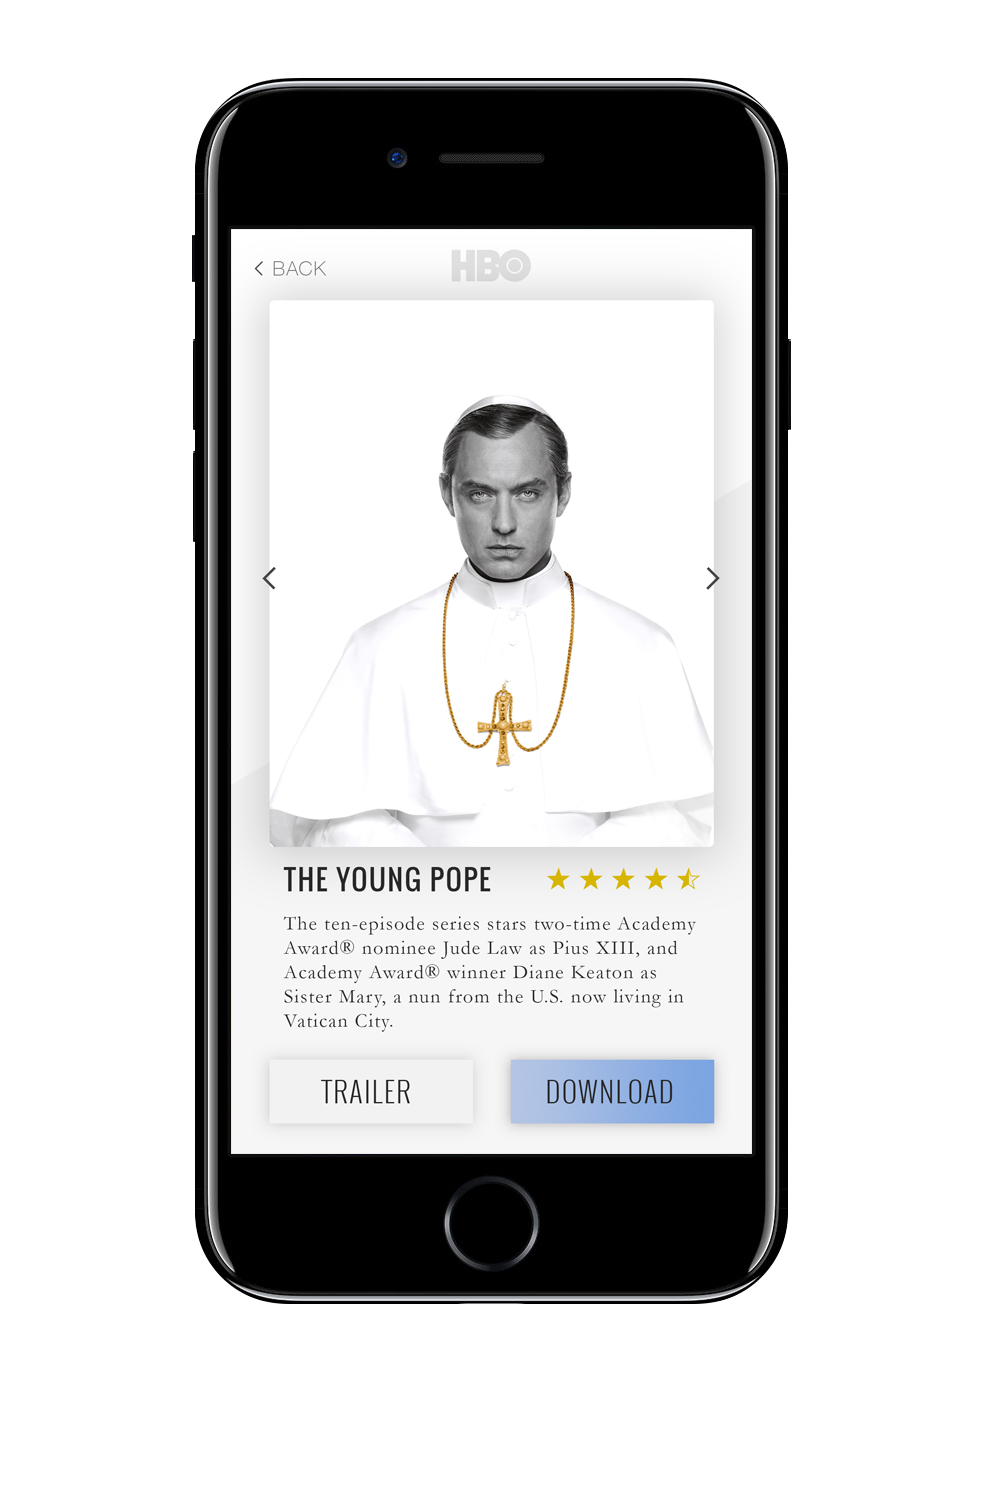 BACK
HBO
THE YOUNG POPE
The ten-episode series stars two-time Academy
Award® nominee Jude Law as Pius XIII, and
Academy Award® winner Diane Keaton as
Sister Mary, a nun from the U.S. now living in
Vatican City.
TRAILER
DOWNLOAD